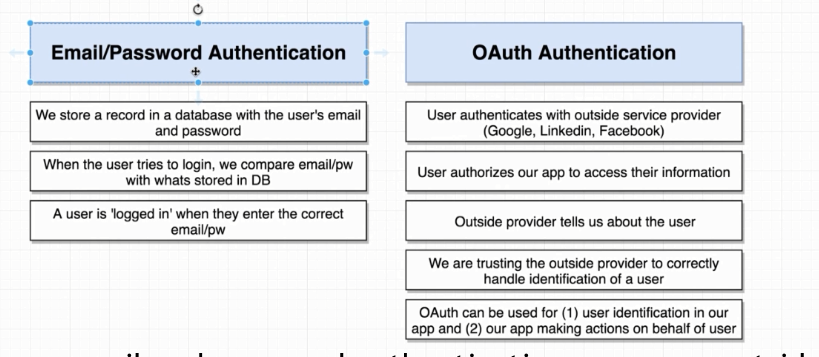 Email/Password Authentication
We store a record in a database with the user's email
and password
When the user tries to login, we compare email/pw
with whats stored in DB
A user is 'logged in' when they enter the correct
email/pw
OAuth Authentication
User authenticates with outside service provider
(Google, Linkedin, Facebook)
User authorizes our app to access their information
Outside provider tells us about the user
We are trusting the outside provider to correctly
handle identification of a user
OAuth can be used for (1) user identification in our
app and (2) our app making actions on behalf of user